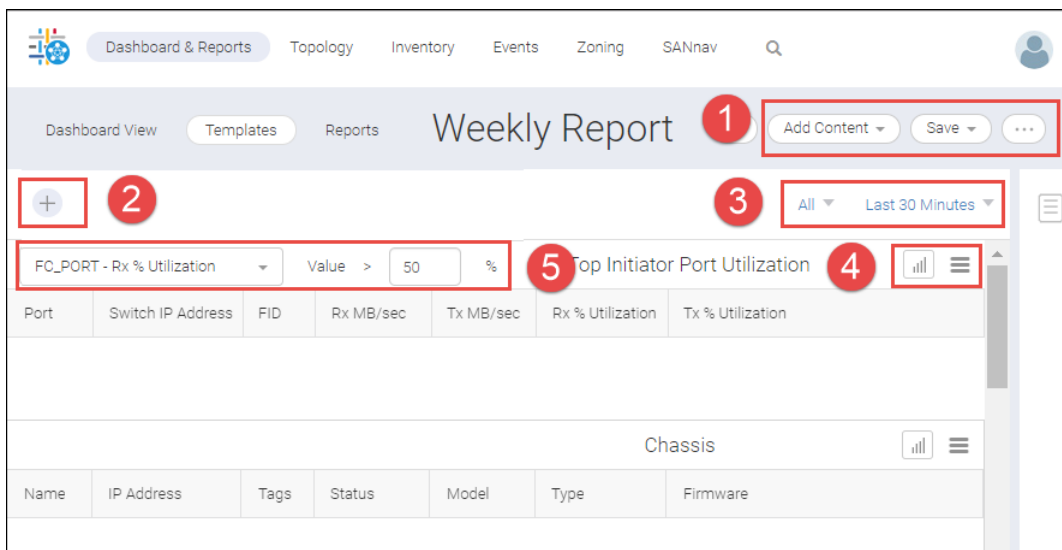 Dashboard & Reports Topology Inventory Events Zoning SANnav
Dashboard View Templates Reports Weekly Report 1 Add Content Save ...
+ 2 3 All Last 30 Minutes
FC_PORT - Rx % Utilization Value > 50 % 5 Top Initiator Port Utilization 4
Port Switch IP Address FID Rx MB/sec Tx MB/sec Rx % Utilization Tx % Utilization
Chassis
Name IP Address Tags Status Model Type Firmware